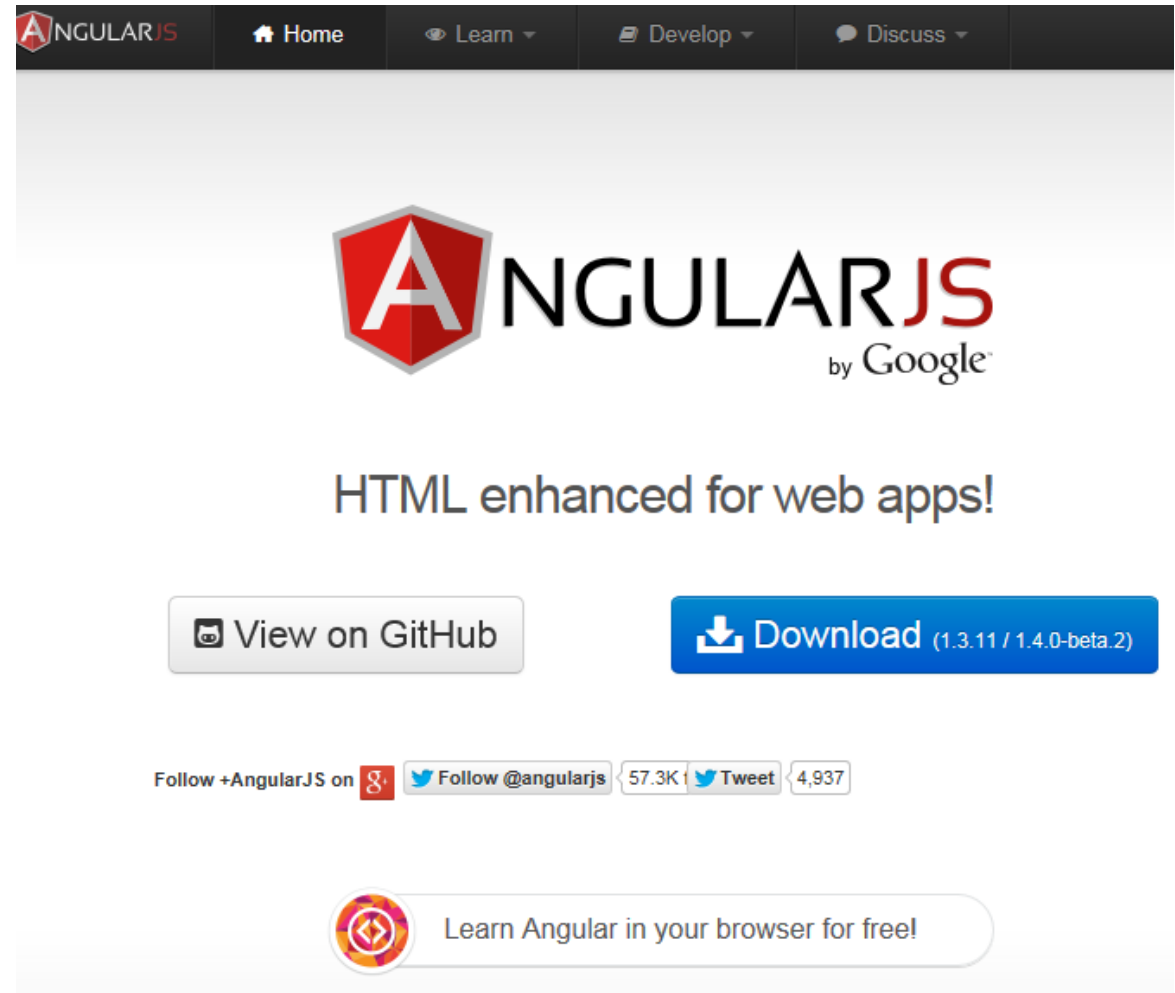 ANGULARJS Home Learn Develop Discuss
ANGULARJS
by Google
HTML enhanced for web apps!
View on GitHub Download (1.3.11 / 1.4.0-beta.2)
Follow +AngularJS on g+ Follow @angularjs 57.3K Tweet 4,937
Learn Angular in your browser for free!